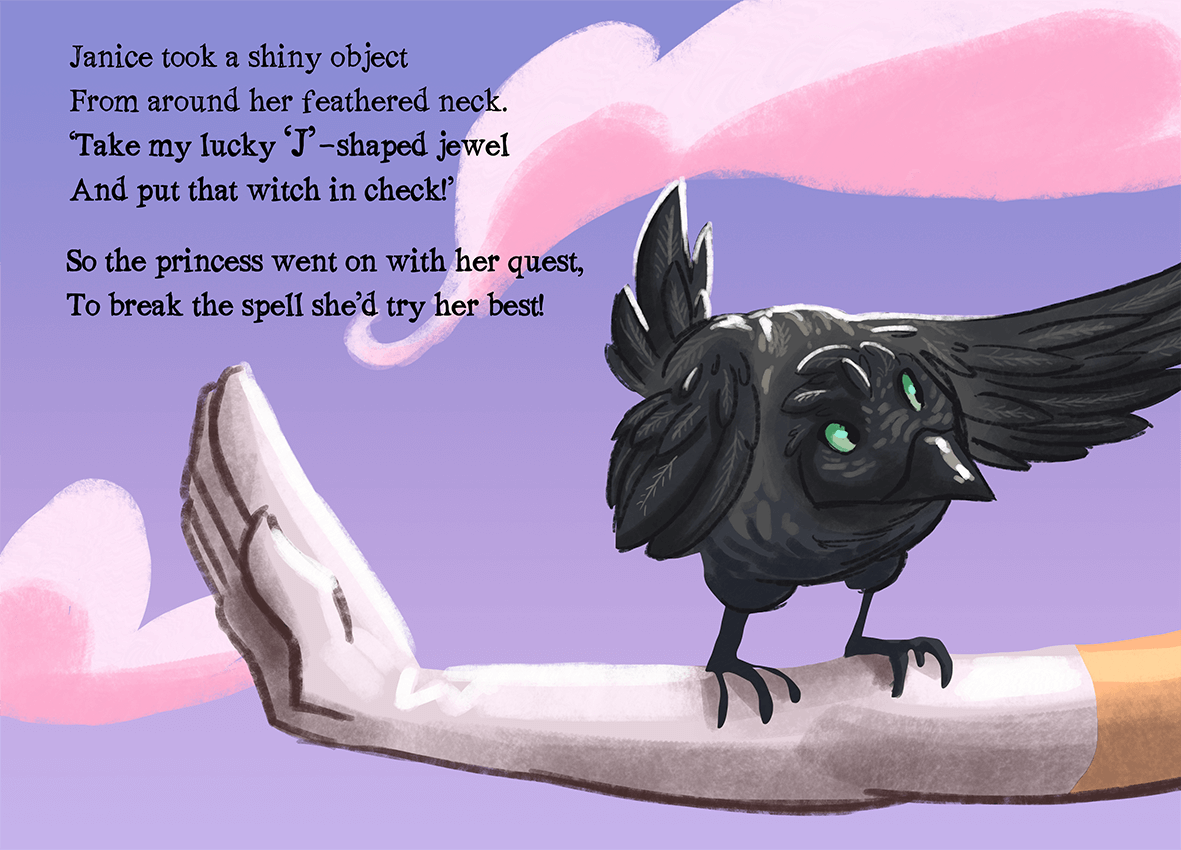 Janice took a shiny object
From around her feathered neck.
‘Take my lucky ‘J’-shaped jewel
And put that witch in check!’
So the princess went on with her quest,
To break the spell she’d try her best!